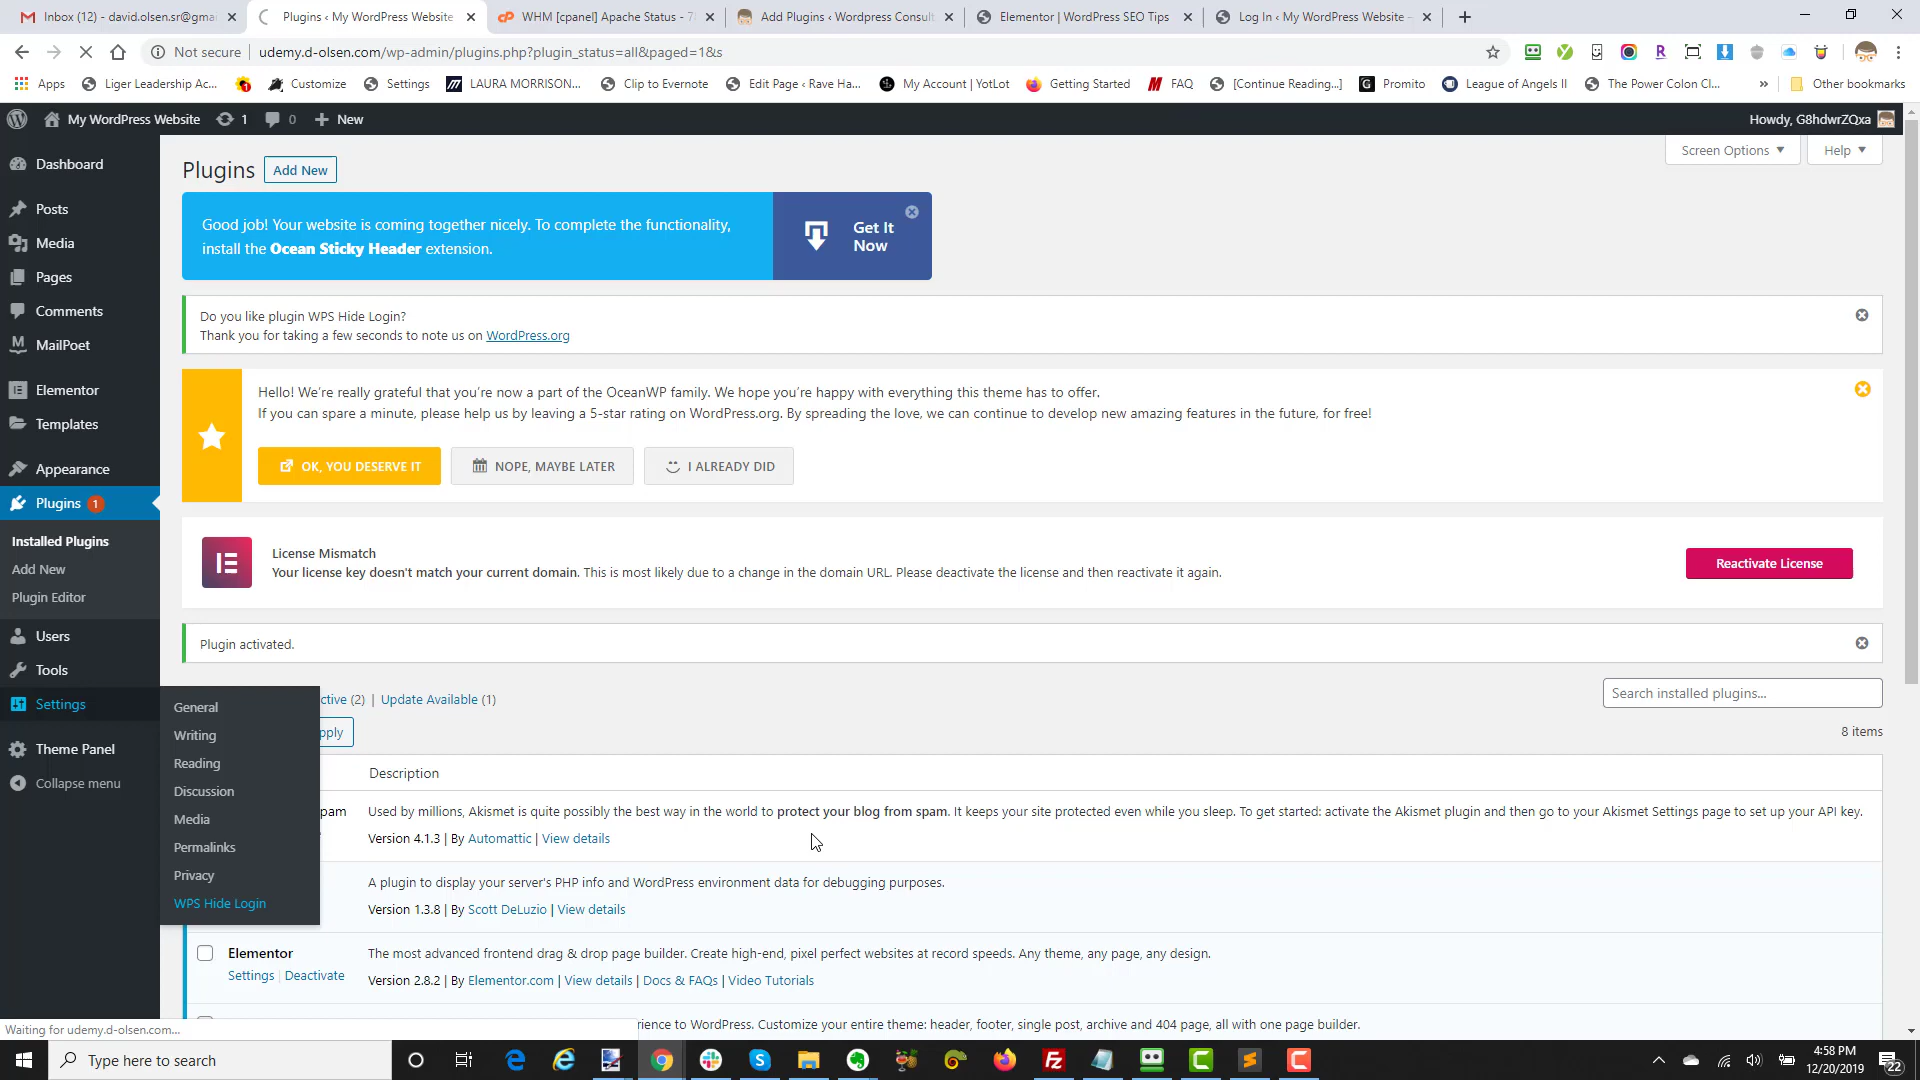 Inbox (12) - david.olsen.sr@gma
Plugins ‹ My WordPress Website
WHM [cpanel] Apache Status - 7
Add Plugins ‹ Wordpress Consult
Elementor | WordPress SEO Tips
Log In ‹ My WordPress Website -
Not secure
udemy.d-olsen.com/wp-admin/plugins.php?plugin_status=all&paged=1&s
Apps
Liger Leadership Ac...
Customize
Settings
LAURA MORRISON...
Clip to Evernote
Edit Page ‹ Rave Ha...
My Account | YotLot
Getting Started
FAQ
[Continue Reading...]
Promito
League of Angels II
The Power Colon Cl...
»
Other bookmarks
My WordPress Website
1
0
New
Howdy, G8hdwrZQxa
Dashboard
Posts
Media
Pages
Comments
MailPoet
Elementor
Templates
Appearance
Plugins 1
Installed Plugins
Add New
Plugin Editor
Users
Tools
Settings
Theme Panel
Collapse menu
General
Writing
Reading
Discussion
Media
Permalinks
Privacy
WPS Hide Login
Screen Options
Help
Plugins
Add New
Good job! Your website is coming together nicely. To complete the functionality,
install the Ocean Sticky Header extension.
Get It
Now
Do you like plugin WPS Hide Login?
Thank you for taking a few seconds to note us on WordPress.org
Hello! We're really grateful that you're now a part of the OceanWP family. We hope you're happy with everything this theme has to offer.
If you can spare a minute, please help us by leaving a 5-star rating on WordPress.org. By spreading the love, we can continue to develop new amazing features in the future, for free!
OK, YOU DESERVE IT
NOPE, MAYBE LATER
I ALREADY DID
License Mismatch
Your license key doesn't match your current domain. This is most likely due to a change in the domain URL. Please deactivate the license and then reactivate it again.
Reactivate License
Plugin activated.
ctive (2) | Update Available (1)
Search installed plugins...
pply
8 items
Description
pam
Used by millions, Akismet is quite possibly the best way in the world to protect your blog from spam. It keeps your site protected even while you sleep. To get started: activate the Akismet plugin and then go to your Akismet Settings page to set up your API key.
Version 4.1.3 | By Automattic | View details
A plugin to display your server's PHP info and WordPress environment data for debugging purposes.
Version 1.3.8 | By Scott DeLuzio | View details
Elementor
Settings | Deactivate
The most advanced frontend drag & drop page builder. Create high-end, pixel perfect websites at record speeds. Any theme, any page, any design.
Version 2.8.2 | By Elementor.com | View details | Docs & FAQs | Video Tutorials
rience to WordPress. Customize your entire theme: header, footer, single post, archive and 404 page, all with one page builder.
Waiting for udemy.d-olsen.com...
Type here to search
4:58 PM
12/20/2019
22